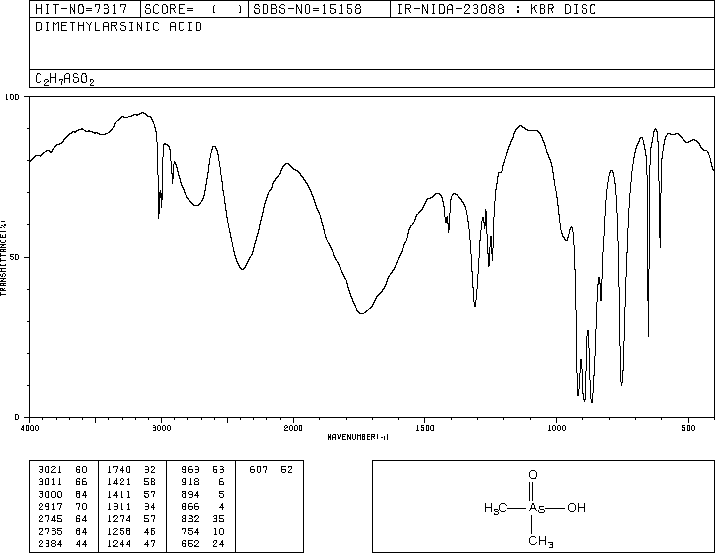 HIT-NO=7317 SCORE= ( ) SDBS-NO=15158 IR-NIDA-23088 : KBR DISC
DIMETHYLARSINIC ACID
C2H7ASO2
100
TRANSMITTANCE(%)
50
0
4000 3000 2000 1500 1000 500
WAVENUMBER(-1)
3021 60 1740 32 963 53 607 52
3011 66 1421 58 918 6
3000 64 1411 57 894 5
2917 70 1311 34 866 4
2745 64 1274 57 832 35
2735 64 1258 46 754 10
2384 44 1244 47 652 24
O
H3C As OH
CH3